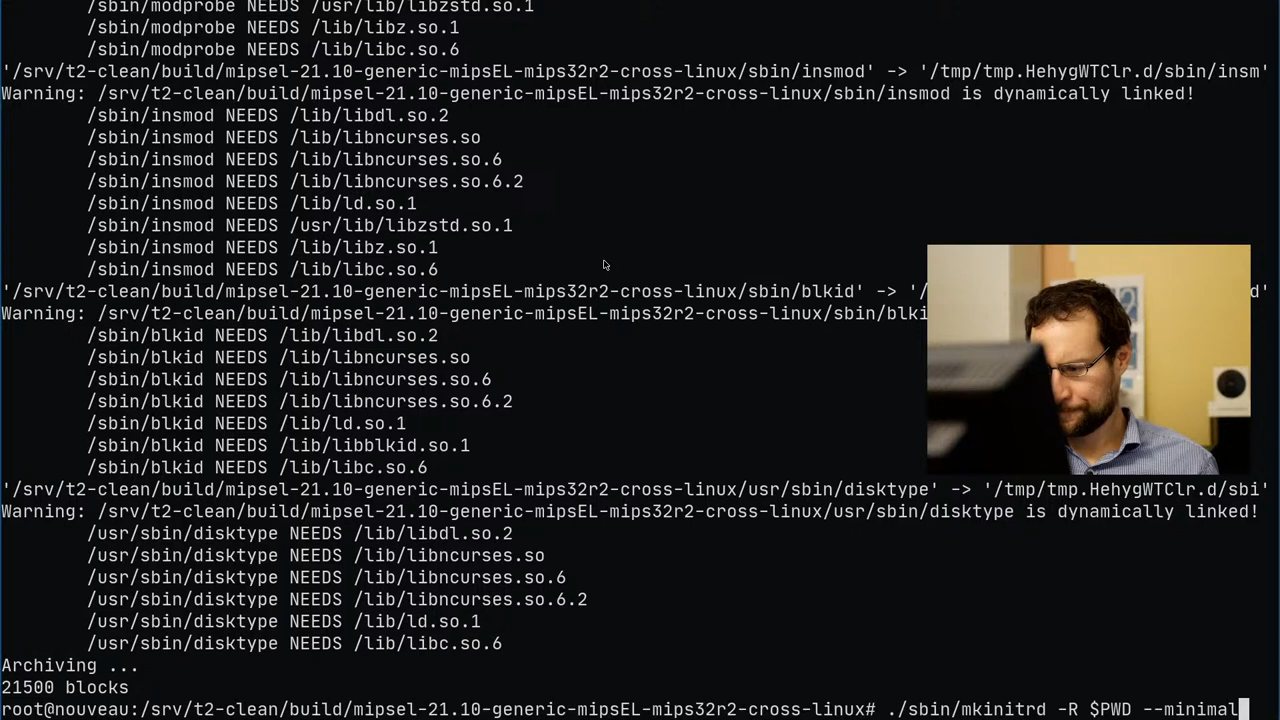 /sbin/modprobe NEEDS /usr/lib/libzstd.so.1
/sbin/modprobe NEEDS /lib/libz.so.1
/sbin/modprobe NEEDS /lib/libc.so.6
'/srv/t2-clean/build/mipsel-21.10-generic-mipsEL-mips32r2-cross-linux/sbin/insmod' -> '/tmp/tmp.HehygWTClr.d/sbin/insm'
Warning: /srv/t2-clean/build/mipsel-21.10-generic-mipsEL-mips32r2-cross-linux/sbin/insmod is dynamically linked!
/sbin/insmod NEEDS /lib/libdl.so.2
/sbin/insmod NEEDS /lib/libncurses.so
/sbin/insmod NEEDS /lib/libncurses.so.6
/sbin/insmod NEEDS /lib/libncurses.so.6.2
/sbin/insmod NEEDS /lib/ld.so.1
/sbin/insmod NEEDS /usr/lib/libzstd.so.1
/sbin/insmod NEEDS /lib/libz.so.1
/sbin/insmod NEEDS /lib/libc.so.6
'/srv/t2-clean/build/mipsel-21.10-generic-mipsEL-mips32r2-cross-linux/sbin/blkid' -> '/ d'
Warning: /srv/t2-clean/build/mipsel-21.10-generic-mipsEL-mips32r2-cross-linux/sbin/blki
/sbin/blkid NEEDS /lib/libdl.so.2
/sbin/blkid NEEDS /lib/libncurses.so
/sbin/blkid NEEDS /lib/libncurses.so.6
/sbin/blkid NEEDS /lib/libncurses.so.6.2
/sbin/blkid NEEDS /lib/ld.so.1
/sbin/blkid NEEDS /lib/libblkid.so.1
/sbin/blkid NEEDS /lib/libc.so.6
'/srv/t2-clean/build/mipsel-21.10-generic-mipsEL-mips32r2-cross-linux/usr/sbin/disktype' -> '/tmp/tmp.HehygWTClr.d/sbi'
Warning: /srv/t2-clean/build/mipsel-21.10-generic-mipsEL-mips32r2-cross-linux/usr/sbin/disktype is dynamically linked!
/usr/sbin/disktype NEEDS /lib/libdl.so.2
/usr/sbin/disktype NEEDS /lib/libncurses.so
/usr/sbin/disktype NEEDS /lib/libncurses.so.6
/usr/sbin/disktype NEEDS /lib/libncurses.so.6.2
/usr/sbin/disktype NEEDS /lib/ld.so.1
/usr/sbin/disktype NEEDS /lib/libc.so.6
Archiving ...
21500 blocks
root@nouveau:/srv/t2-clean/build/mipsel-21.10-generic-mipsEL-mips32r2-cross-linux# ./sbin/mkinitrd -R $PWD --minimal